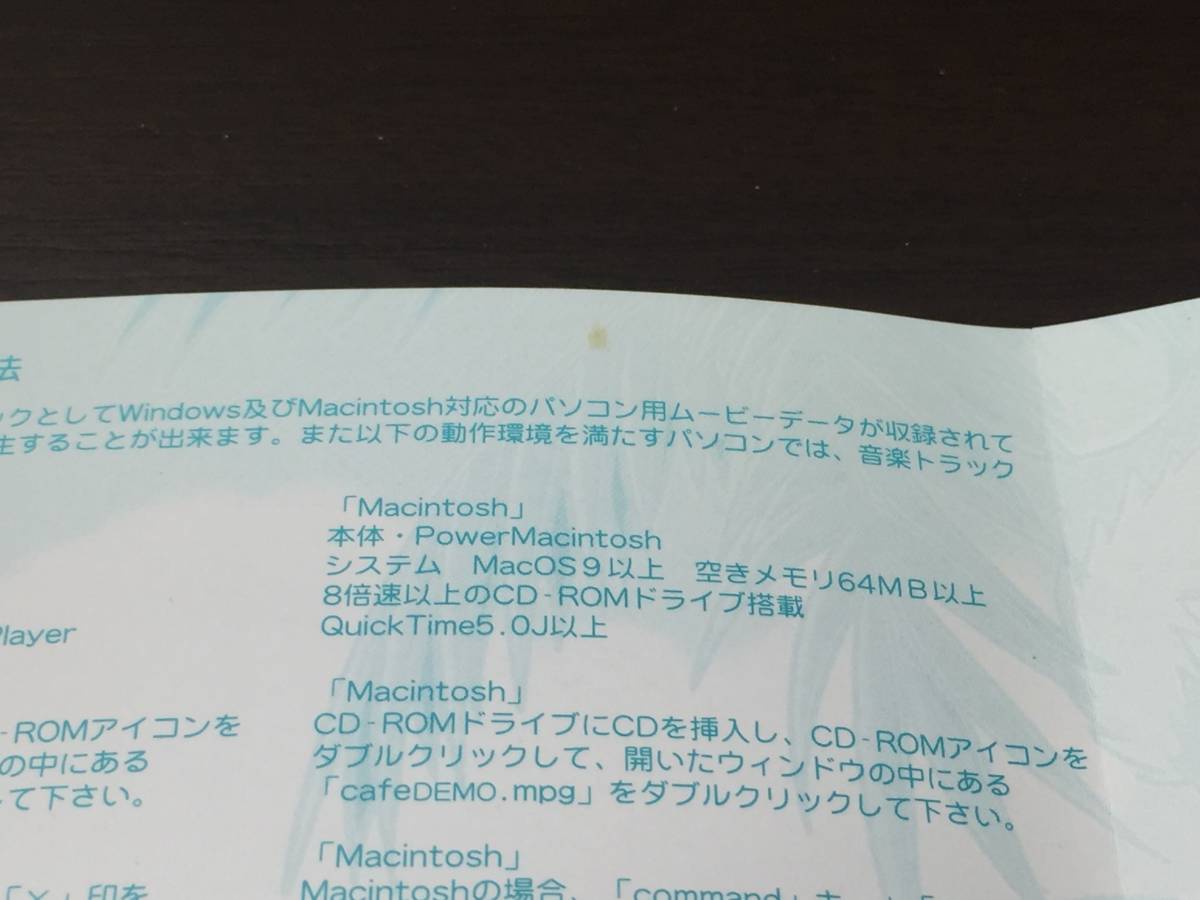 法
ックとしてWindows及びMacintosh対応のパソコン用ムービーデータが収録されて
生することが出来ます。また以下の動作環境を満たすパソコンでは、音楽トラック
「Macintosh」
本体・PowerMacintosh
システム　MacOS９以上　空きメモリ64MB以上
8倍速以上のCD-ROMドライブ搭載
Player
QuickTime5.0J以上
「Macintosh」
-ROMアイコンを
CD-ROMドライブにCDを挿入し、CD-ROMアイコンを
の中にある
ダブルクリックして、開いたウィンドウの中にある
して下さい。
「cafeDEMO.mpg」をダブルクリックして下さい。
「Macintosh」
「×」印を
Macintoshの場合、「command」キー